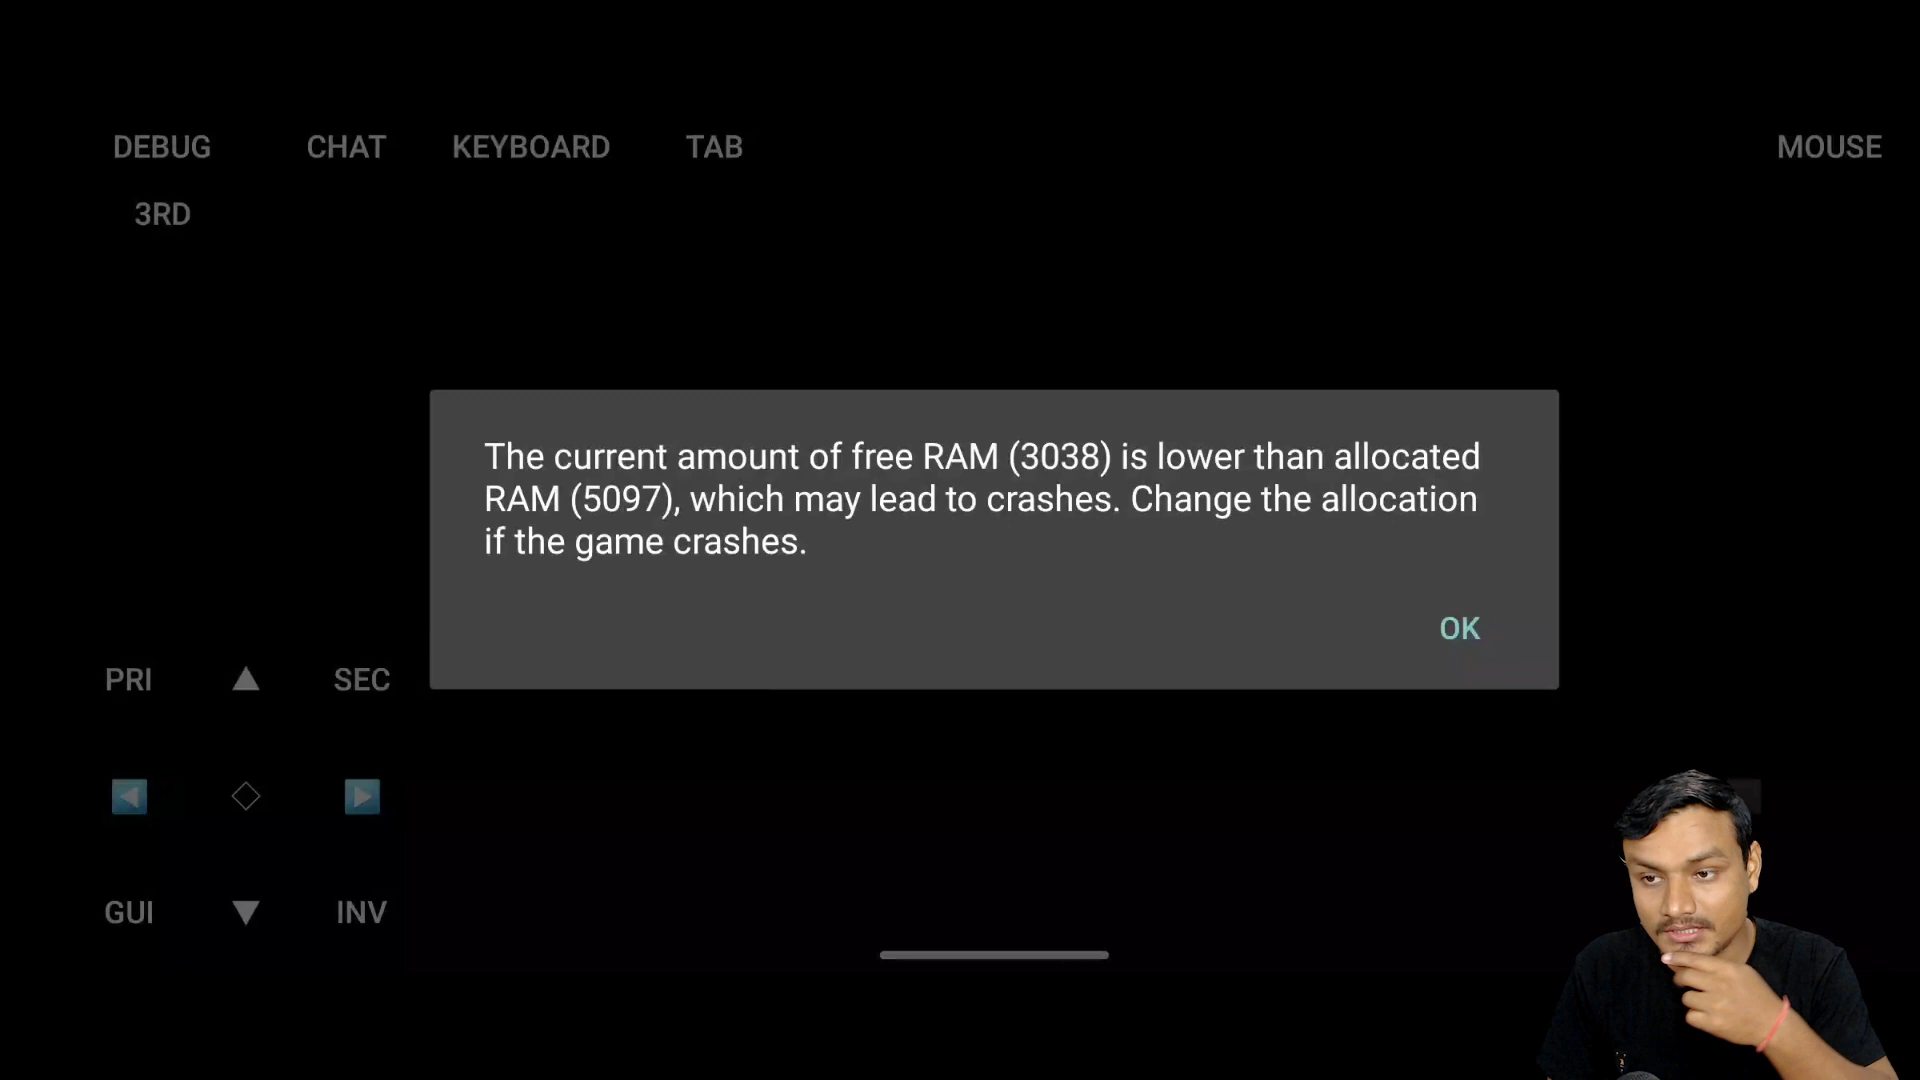 DEBUG CHAT KEYBOARD TAB MOUSE
3RD
The current amount of free RAM (3038) is lower than allocated
RAM (5097), which may lead to crashes. Change the allocation
if the game crashes.
OK
PRI ▲ SEC
◀ ◇ ▶
GUI ▼ INV